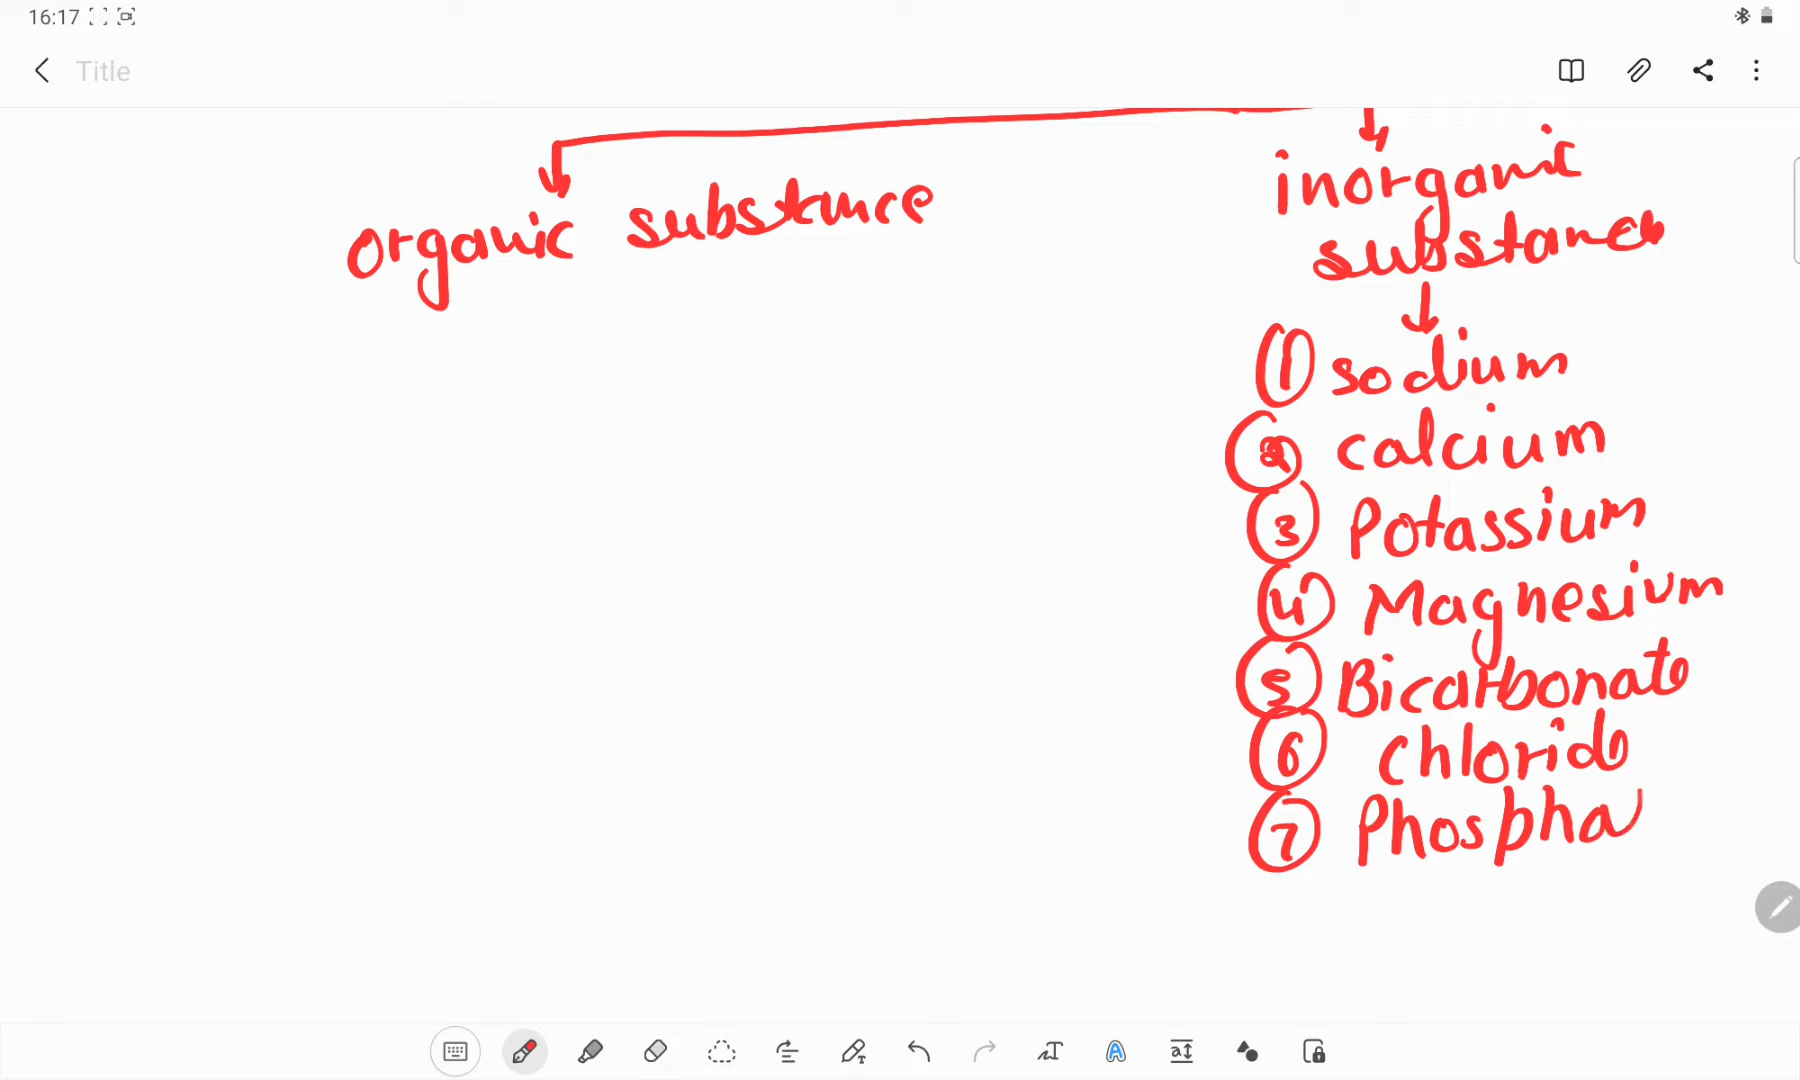 16:17
Title
organic substance
inorganic
substance
① sodium
② calcium
③ Potassium
④ Magnesium
⑤ Bicarbonate
⑥ chloride
⑦ Phospha